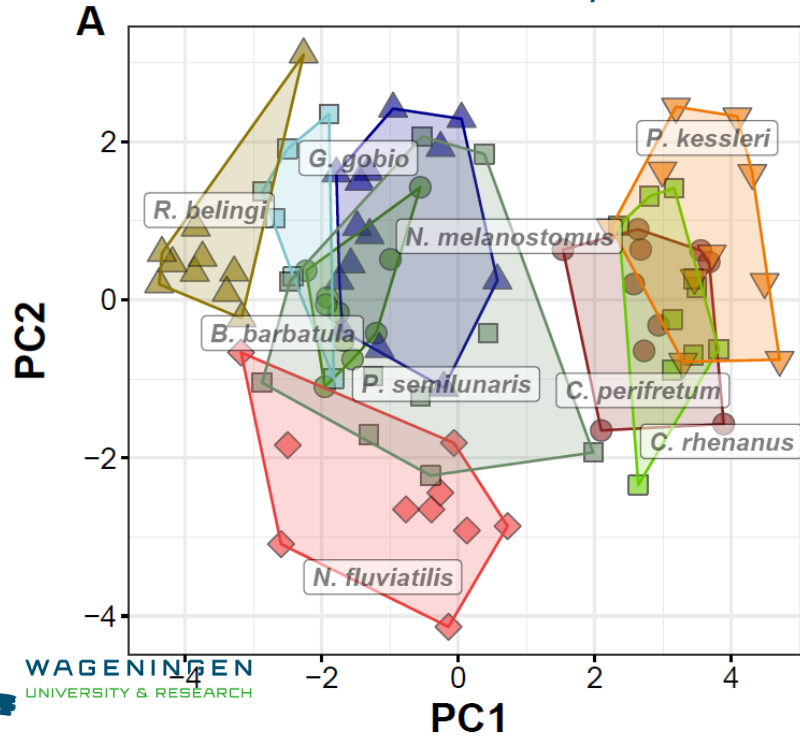 A
P. kessleri
G. gobio
R. belingi
N. melanostomus
B. barbatula
P. semilunaris
C. perifretum
C. rhenanus
N. fluviatilis
2
0
−2
−4
PC2
−4
−2
0
2
4
PC1
WAGENINGEN
UNIVERSITY & RESEARCH